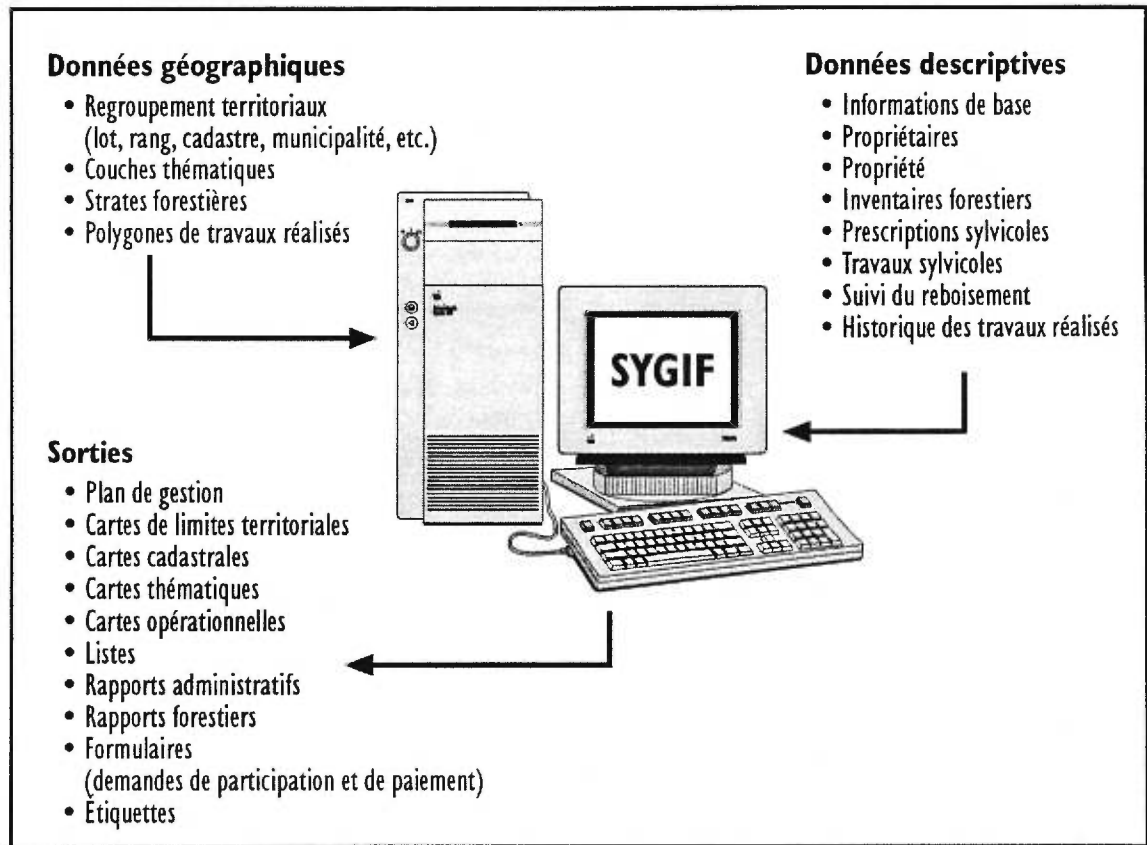 Données géographiques
• Regroupement territoriaux
(lot, rang, cadastre, municipalité, etc.)
• Couches thématiques
• Strates forestières
• Polygones de travaux réalisés
Données descriptives
• Informations de base
• Propriétaires
• Propriété
• Inventaires forestiers
• Prescriptions sylvicoles
• Travaux sylvicoles
• Suivi du reboisement
• Historique des travaux réalisés
SYGIF
Sorties
• Plan de gestion
• Cartes de limites territoriales
• Cartes cadastrales
• Cartes thématiques
• Cartes opérationnelles
• Listes
• Rapports administratifs
• Rapports forestiers
• Formulaires
(demandes de participation et de paiement)
• Étiquettes